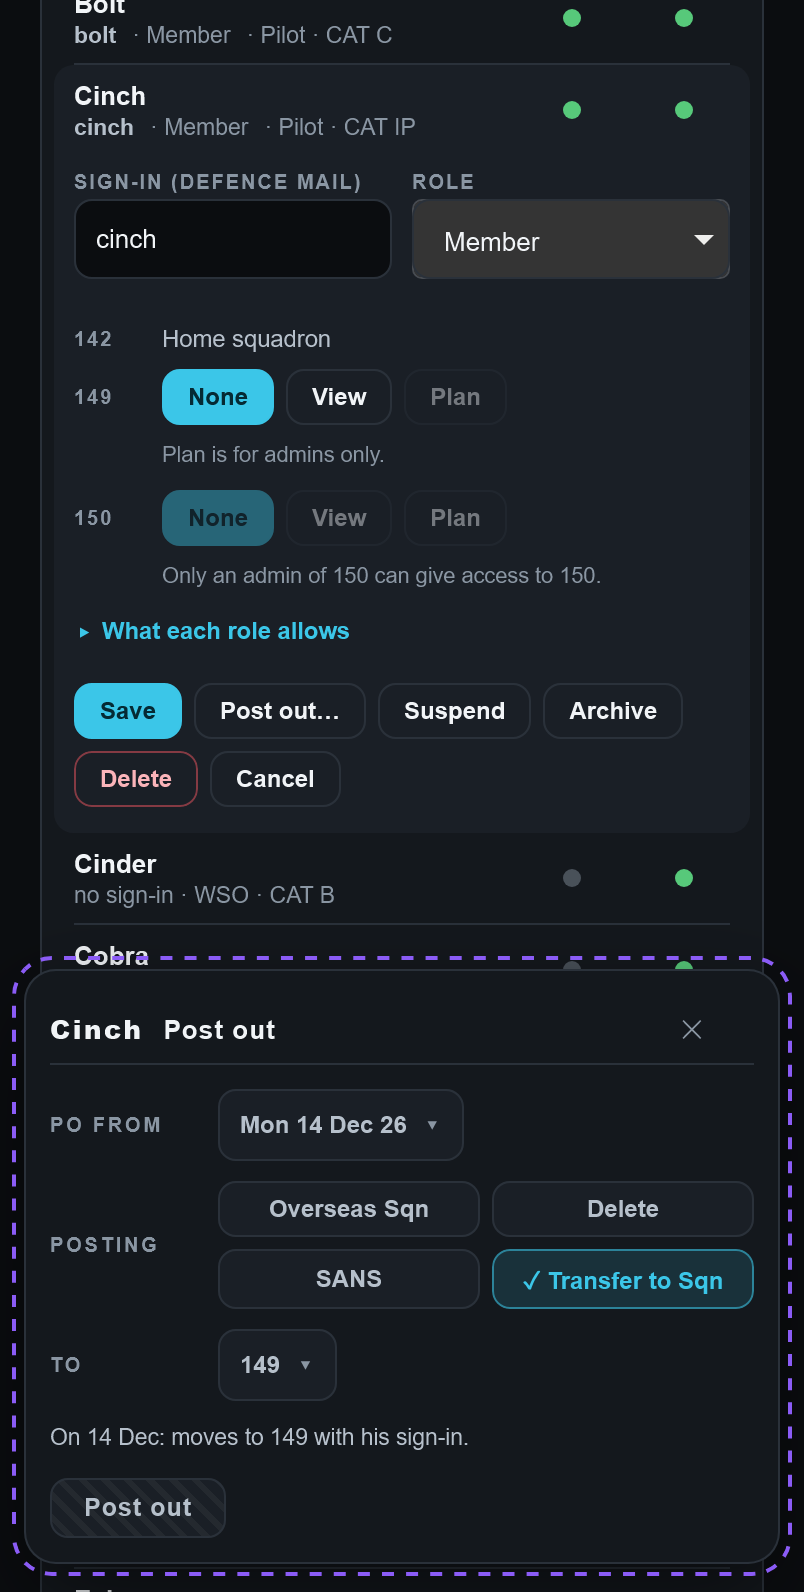 Bolt
bolt · Member · Pilot · CAT C
Cinch
cinch · Member · Pilot · CAT IP
SIGN-IN (DEFENCE MAIL) ROLE
cinch Member
142 Home squadron
149 None View Plan
Plan is for admins only.
150 None View Plan
Only an admin of 150 can give access to 150.
▸ What each role allows
Save Post out... Suspend Archive
Delete Cancel
Cinder
no sign-in · WSO · CAT B
Cobra
Cinch Post out
PO FROM Mon 14 Dec 26 ▾
Overseas Sqn Delete
POSTING
SANS ✓ Transfer to Sqn
TO 149 ▾
On 14 Dec: moves to 149 with his sign-in.
Post out